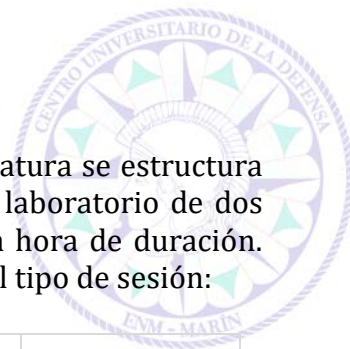 CENTRO UNIVERSITARIO DE LA DEFENSA
atura se estructura
laboratorio de dos
hora de duración.
l tipo de sesión:
ENM - MARÍN